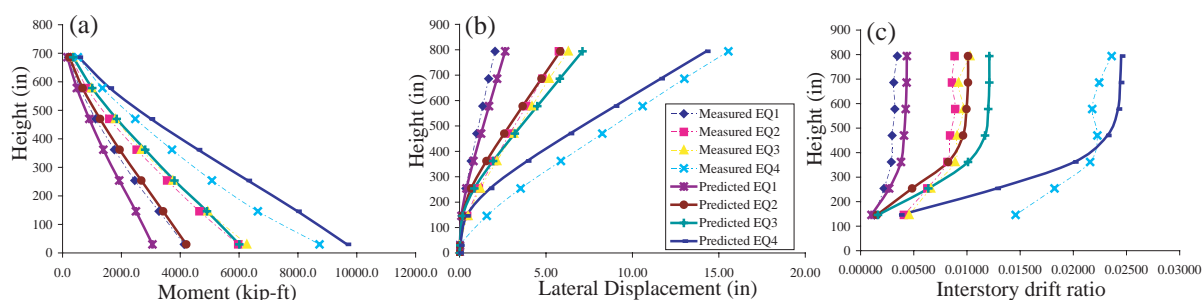 (a)
Height (in)
800
700
600
500
400
300
200
100
0
0.0
2000.0
4000.0
6000.0
8000.0
10000.0
12000.0
Moment (kip-ft)
(b)
Height (in)
900
800
700
600
500
400
300
200
100
0
0.00
5.00
10.00
15.00
20.00
Lateral Displacement (in)
Measured EQ1
Measured EQ2
Measured EQ3
Measured EQ4
Predicted EQ1
Predicted EQ2
Predicted EQ3
Predicted EQ4
(c)
Height (in)
900
800
700
600
500
400
300
200
100
0
0.00000
0.00500
0.01000
0.01500
0.02000
0.02500
0.03000
Interstory drift ratio